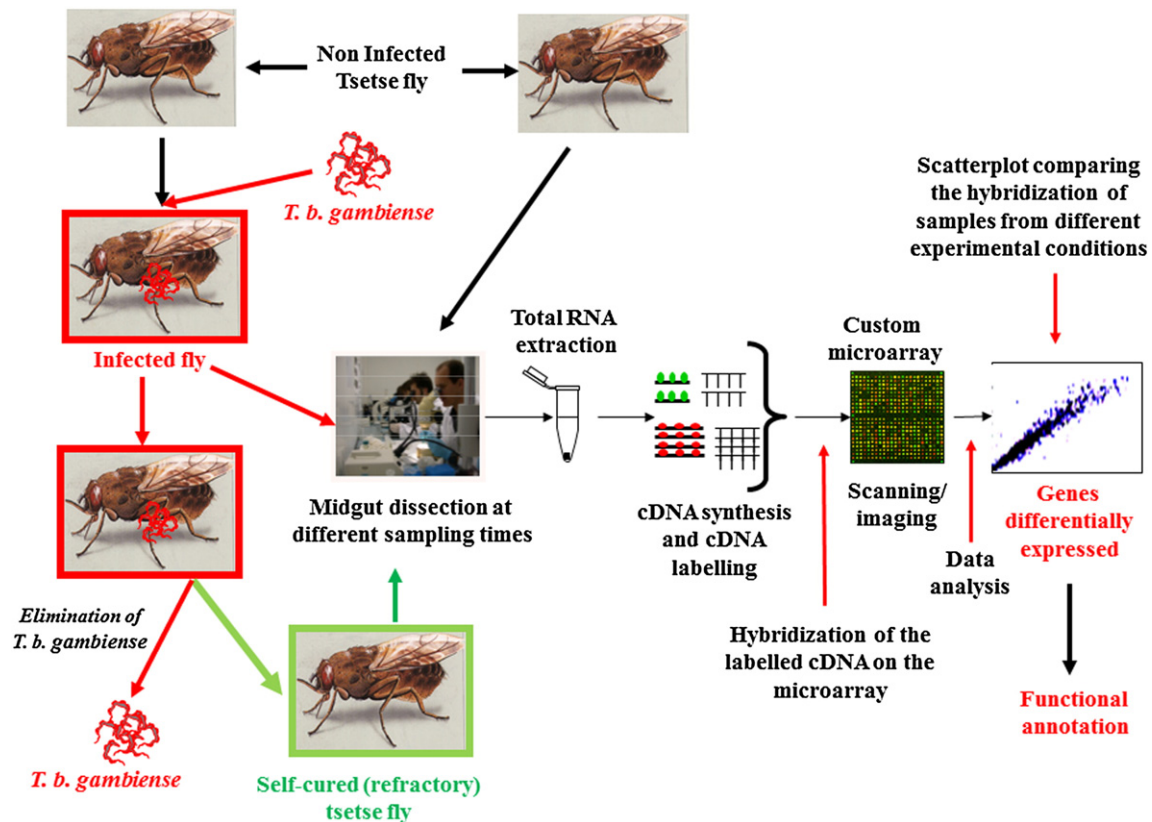 Non Infected
Tsetse fly
T. b. gambiense
Infected fly
Elimination of
T. b. gambiense
T. b. gambiense
Self-cured (refractory)
tsetse fly
Midgut dissection at
different sampling times
Total RNA
extraction
cDNA synthesis
and cDNA
labelling
Hybridization of the
labelled cDNA on the
microarray
Custom
microarray
Scanning/
imaging
Data
analysis
Scatterplot comparing
the hybridization of
samples from different
experimental conditions
Genes
differentially
expressed
Functional
annotation